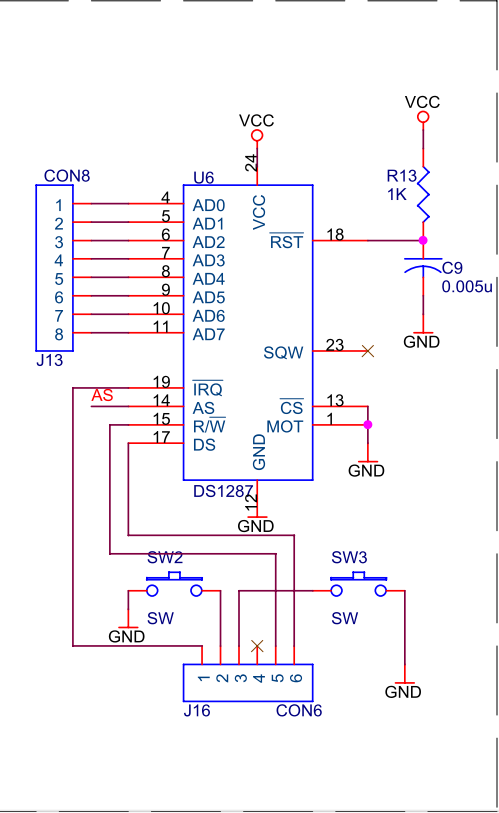 VCC
VCC
24
R13
1K
CON8
U6
1 4 AD0
2 5 AD1
3 6 AD2
4 7 AD3
5 8 AD4
6 9 AD5
7 10 AD6
8 11 AD7
VCC
RST 18
C9
0.005u
GND
J13
SQW 23
19 IRQ
AS 14 AS
15 R/W
17 DS
CS 13
MOT 1
GND
GND
DS1287
12
GND
SW2
SW3
SW
SW
GND
1 2 3 4 5 6
GND
J16
CON6